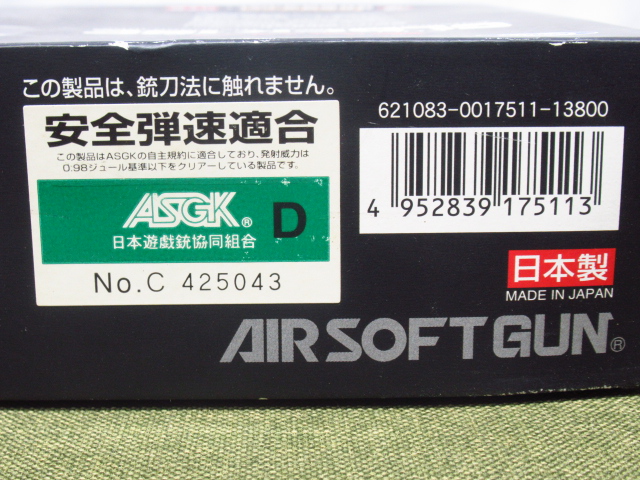 この製品は、銃刀法に触れません。
安全弾速適合
この製品はASGKの自主規約に適合しており、発射威力は
0.98ジュール基準以下をクリアーしている製品です。
ASGK® D
日本遊戯銃協同組合
No.C 425043
621083-0017511-13800
4 952839 175113
日本製
MADE IN JAPAN
AIRSOFTGUN®